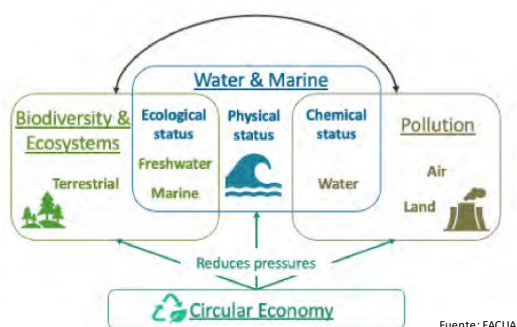 Water & Marine
Biodiversity &
Ecosystems
Terrestrial
Ecological
status
Freshwater
Marine
Physical
status
Chemical
status
Water
Pollution
Air
Land
Reduces pressures
Circular Economy
Fuente: FACUA